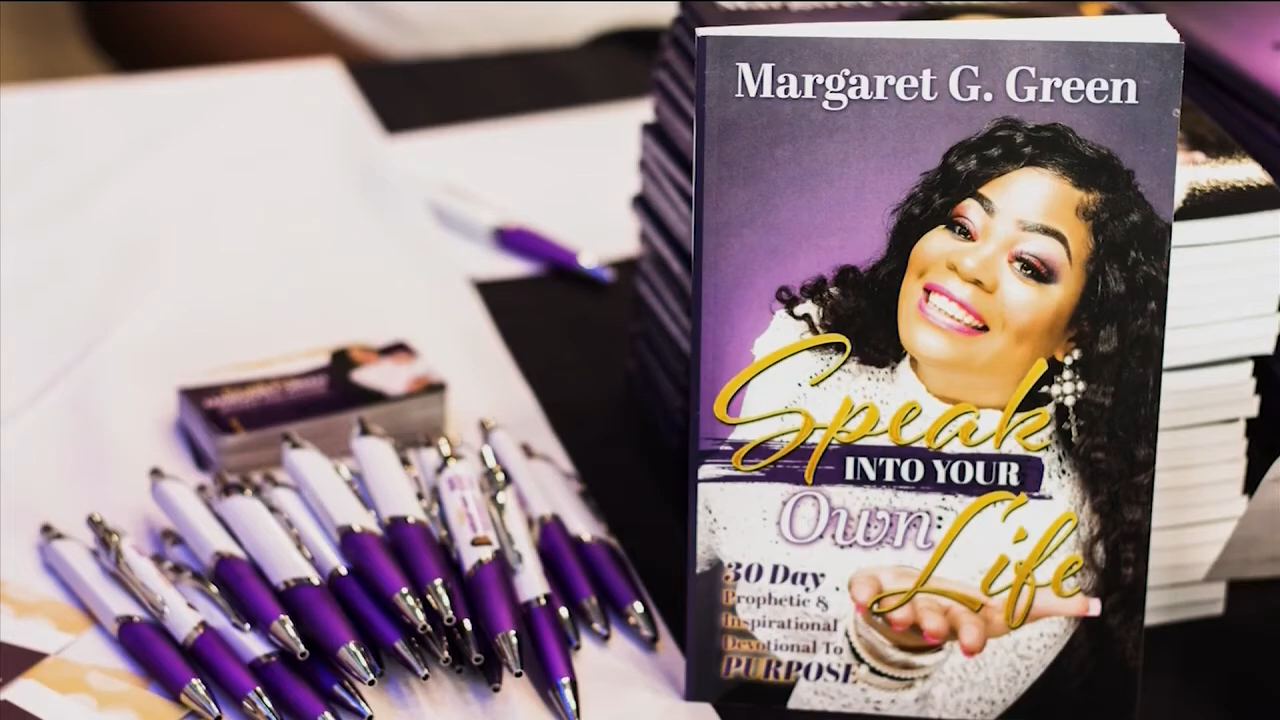 Margaret G. Green
Speak
INTO YOUR
Own Life
30 Day
Prophetic &
Inspirational
Devotional To
PURPOSE